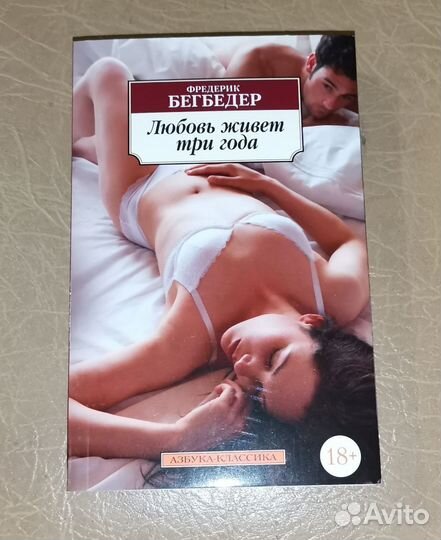 ФРЕДЕРИК
БЕГБЕДЕР
Любовь живет
три года
АЗБУКА-КЛАССИКА
18+
Avito